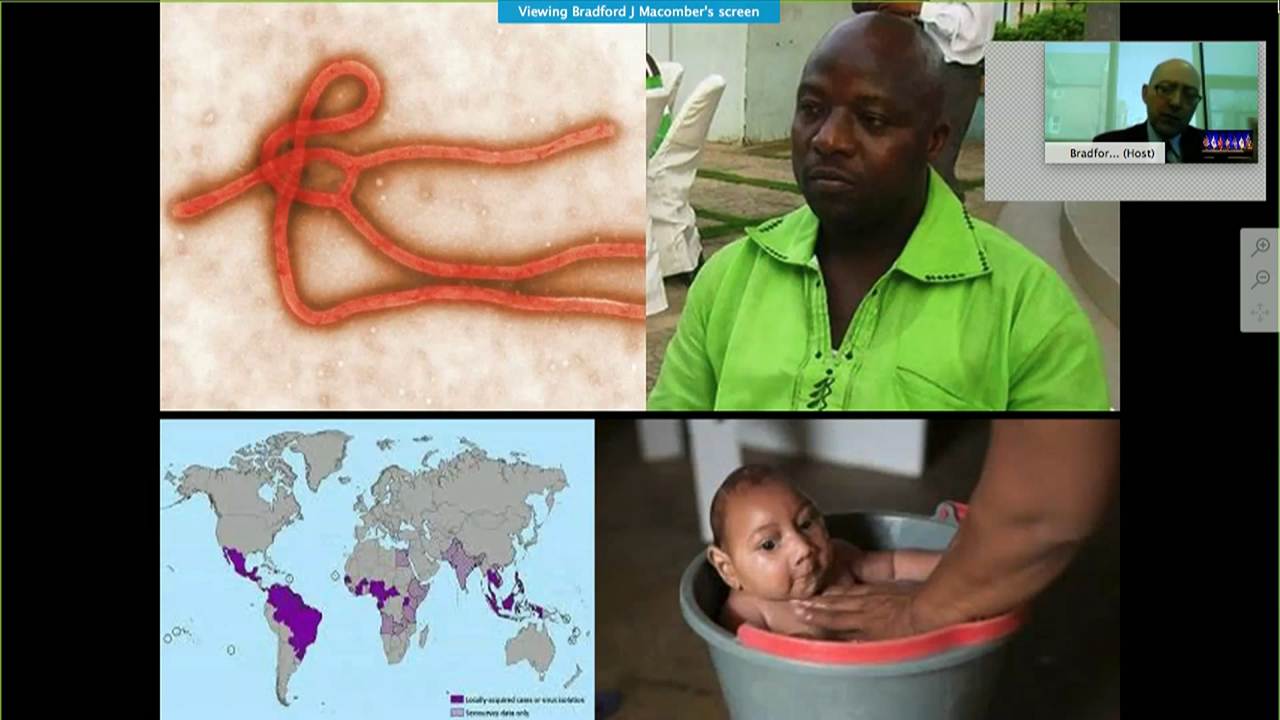 Viewing Bradford J Macomber's screen
Bradfor... (Host)
Locally-acquired cases or virus isolation
Serosurvey data only